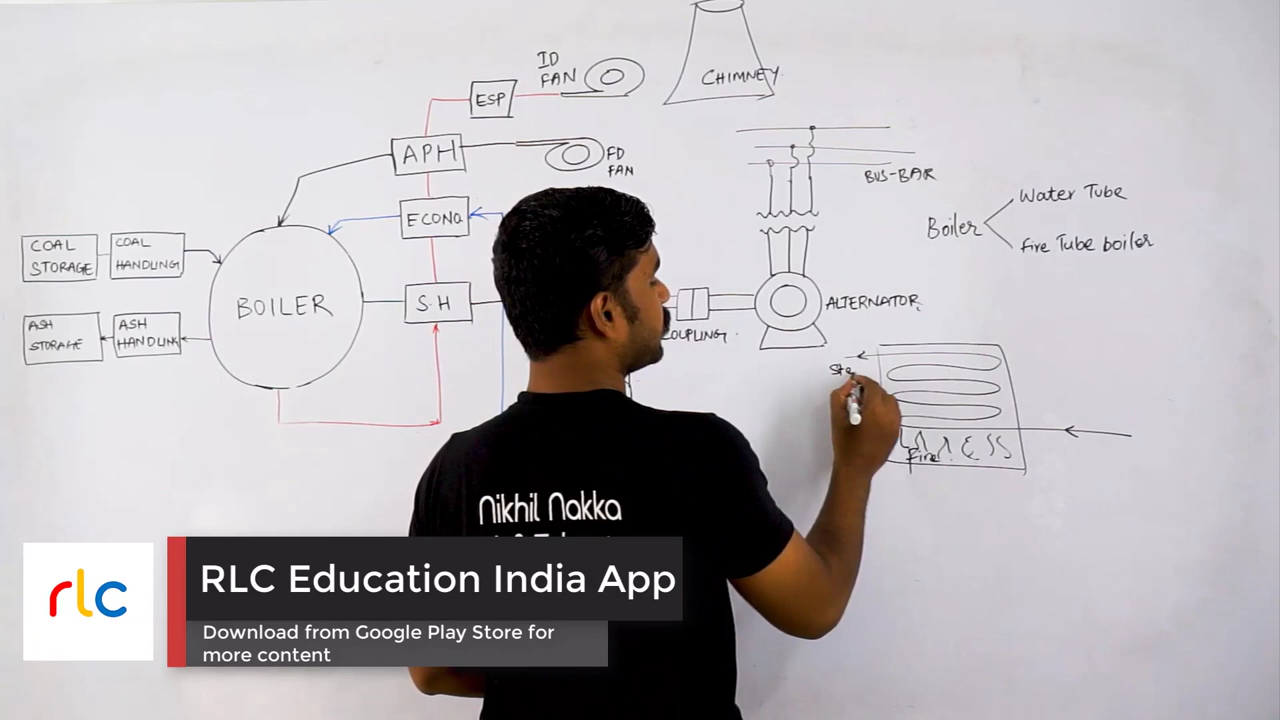 ID
FAN
CHIMNEY
ESP
APH
FD
FAN
BUS-BAR
Water Tube
ECONO
Boiler
Fire Tube boiler
COAL
STORAGE
COAL
HANDLING
BOILER
S.H
ALTERNATOR
ASH
STORAGE
ASH
HANDLING
COUPLING
Ste
Fire
Nikhil Nakka
rlc
RLC Education India App
Download from Google Play Store for
more content